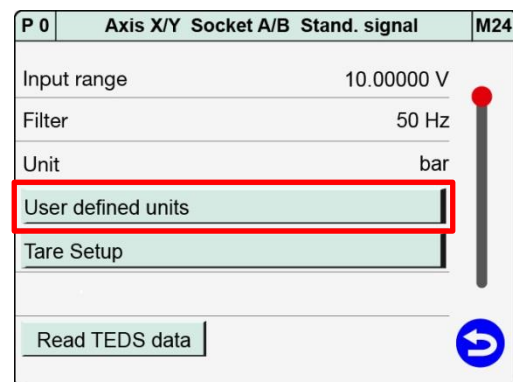 P 0 Axis X/Y Socket A/B Stand. signal M24
Input range 10.00000 V
Filter 50 Hz
Unit bar
User defined units
Tare Setup
Read TEDS data